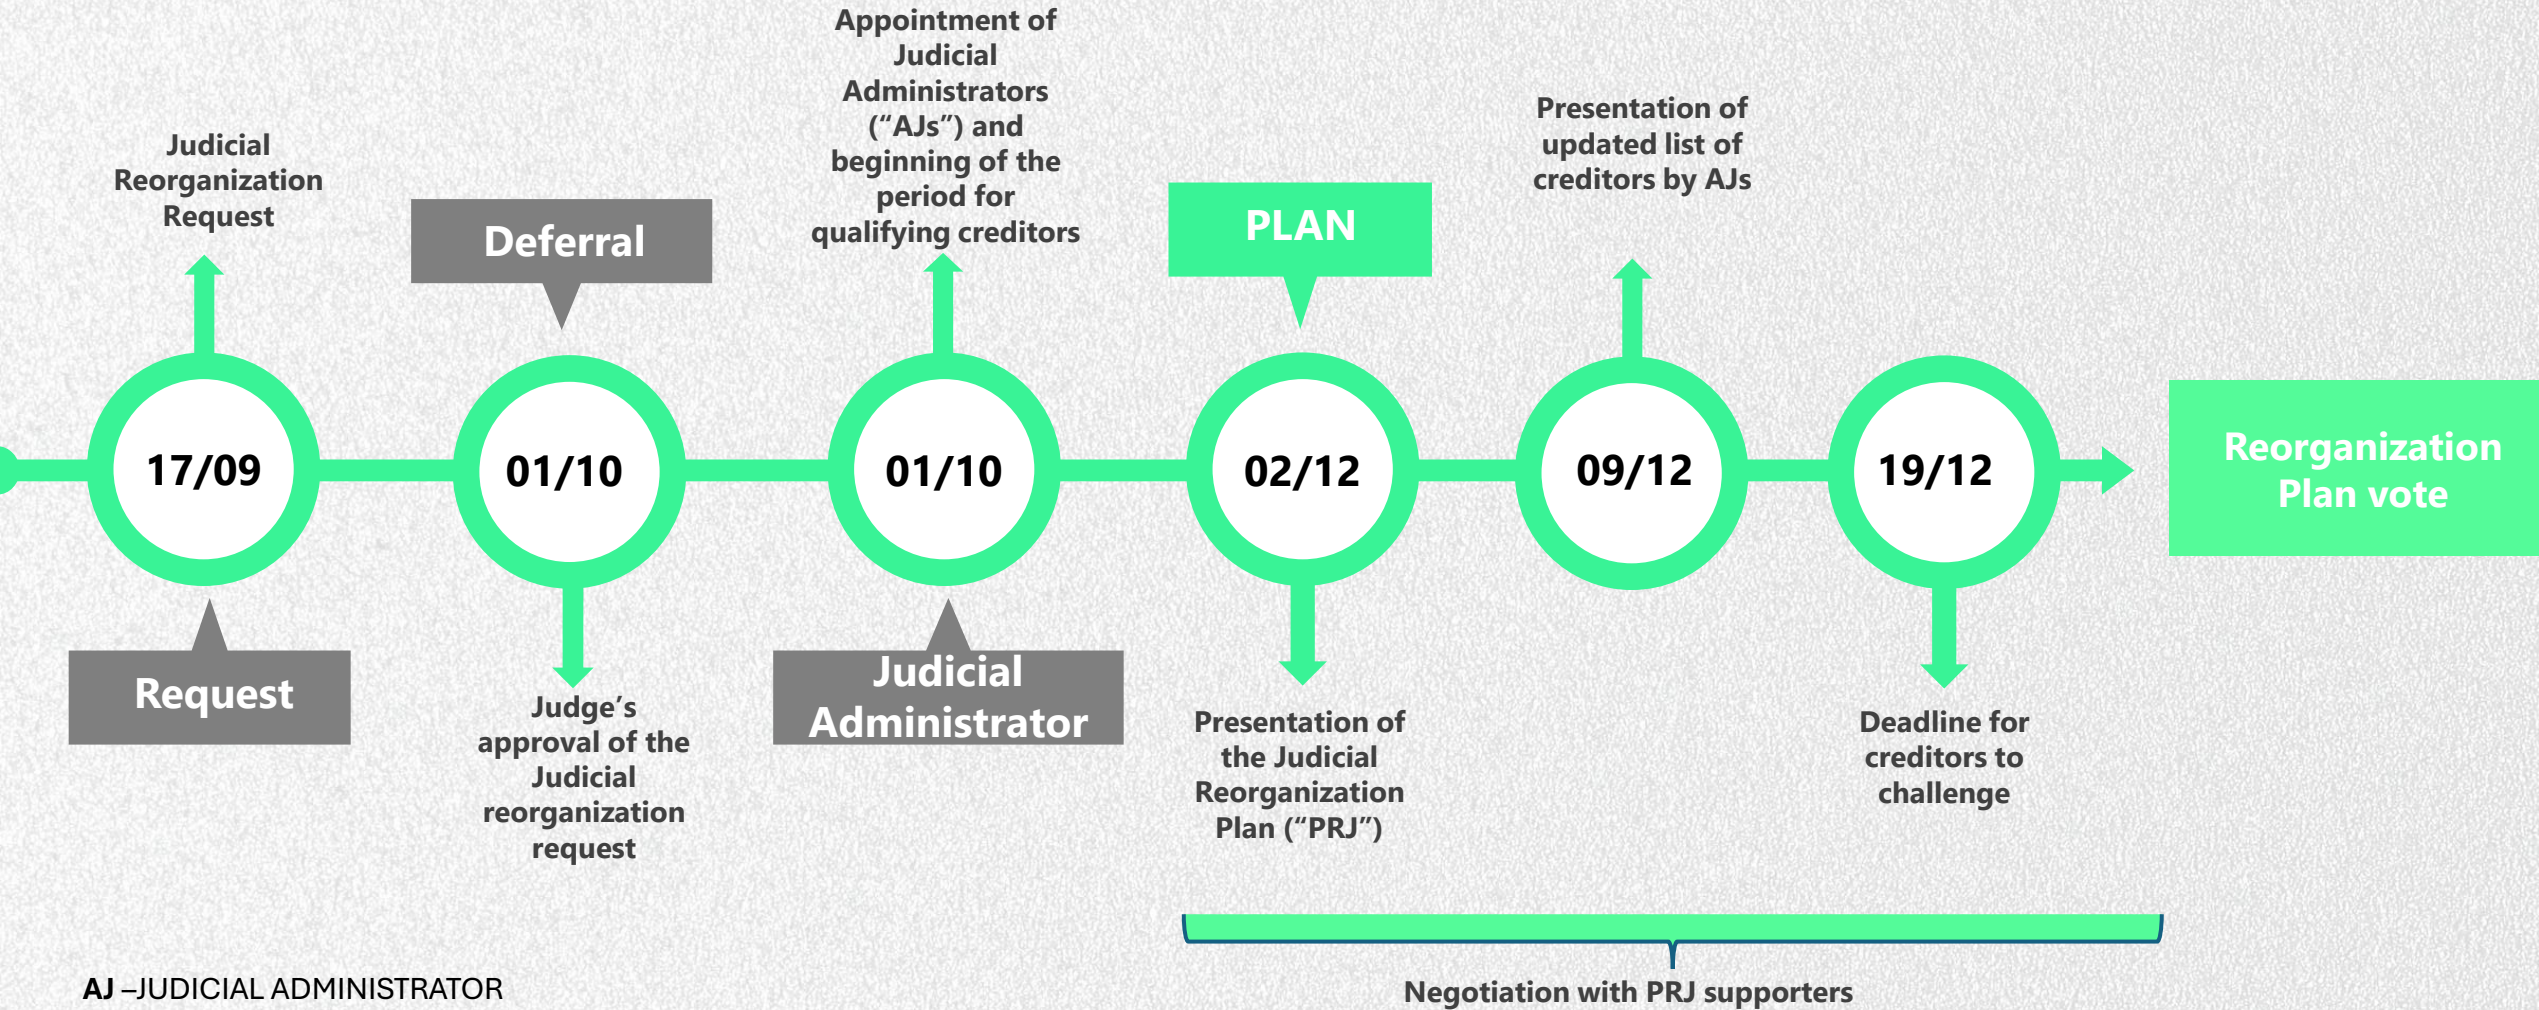 Judicial
Reorganization
Request
17/09
Request
Deferral
01/10
Judge’s
approval of the
Judicial
reorganization
request
Appointment of
Judicial
Administrators
(“AJs”) and
beginning of the
period for
qualifying creditors
01/10
Judicial
Administrator
PLAN
02/12
Presentation of
the Judicial
Reorganization
Plan (“PRJ”)
Presentation of
updated list of
creditors by AJs
09/12
19/12
Deadline for
creditors to
challenge
Reorganization
Plan vote
Negotiation with PRJ supporters
AJ –JUDICIAL ADMINISTRATOR